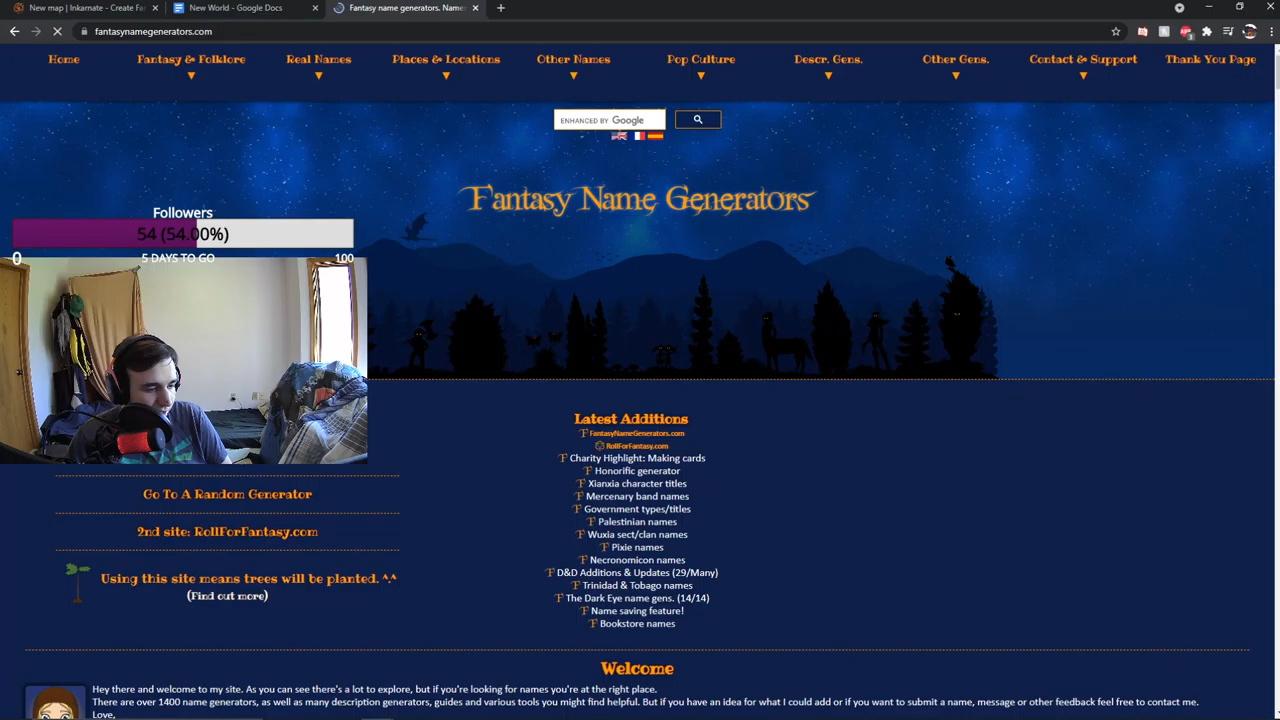 New map | Inkarnate - Create Fa
New World - Google Docs
Fantasy name generators. Name
fantasynamegenerators.com
Home
Fantasy & Folklore
Real Names
Places & Locations
Other Names
Pop Culture
Descr. Gens.
Other Gens.
Contact & Support
Thank You Page
ENHANCED BY Google
Fantasy Name Generators
Followers
54 (54.00%)
0 5 DAYS TO GO 100
Go To A Random Generator
2nd site: RollForFantasy.com
Using this site means trees will be planted. ^.^
(Find out more)
Latest Additions
FantasyNameGenerators.com
RollForFantasy.com
Charity Highlight: Making cards
Honorific generator
Xianxia character titles
Mercenary band names
Government types/titles
Palestinian names
Wuxia sect/clan names
Pixie names
Necronomicon names
D&D Additions & Updates (29/Many)
Trinidad & Tobago names
The Dark Eye name gens. (14/14)
Name saving feature!
Bookstore names
Welcome
Hey there and welcome to my site. As you can see there's a lot to explore, but if you're looking for names you're at the right place.
There are over 1400 name generators, as well as many description generators, guides and various tools you might find helpful. But if you have an idea for what I could add or if you want to submit a name, message or other feedback feel free to contact me.
Love,